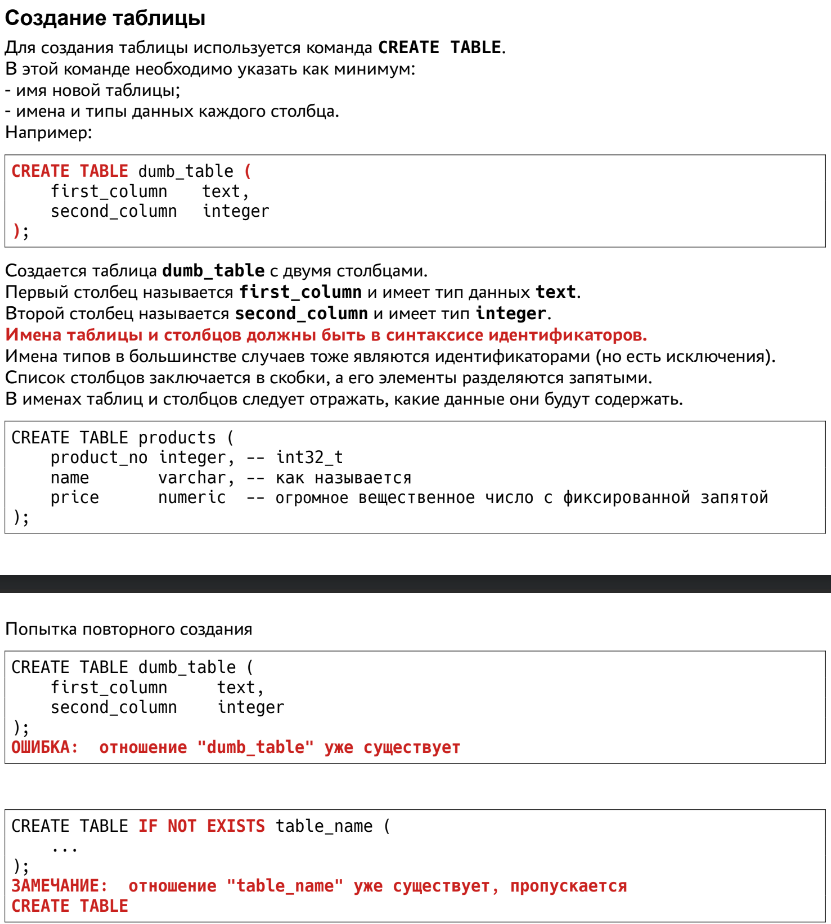 Создание таблицы
Для создания таблицы используется команда CREATE TABLE.
В этой команде необходимо указать как минимум:
- имя новой таблицы;
- имена и типы данных каждого столбца.
Например:
CREATE TABLE dumb_table (
    first_column    text,
    second_column   integer
);
Создается таблица dumb_table с двумя столбцами.
Первый столбец называется first_column и имеет тип данных text.
Второй столбец называется second_column и имеет тип integer.
Имена таблицы и столбцов должны быть в синтаксисе идентификаторов.
Имена типов в большинстве случаев тоже являются идентификаторами (но есть исключения).
Список столбцов заключается в скобки, а его элементы разделяются запятыми.
В именах таблиц и столбцов следует отражать, какие данные они будут содержать.
CREATE TABLE products (
    product_no integer, -- int32_t
    name       varchar, -- как называется
    price      numeric  -- огромное вещественное число с фиксированной запятой
);
Попытка повторного создания
CREATE TABLE dumb_table (
    first_column     text,
    second_column    integer
);
ОШИБКА:  отношение "dumb_table" уже существует
CREATE TABLE IF NOT EXISTS table_name (
    ...
);
ЗАМЕЧАНИЕ:  отношение "table_name" уже существует, пропускается
CREATE TABLE